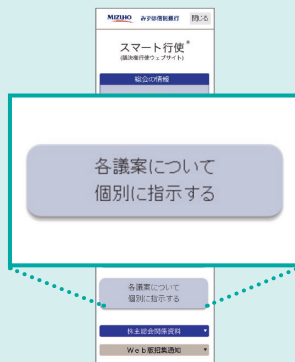 MIZUHO みずほ信託銀行 閉じる
スマート行使®
(議決権行使ウェブサイト)
総会の情報
各議案について
個別に指示する
各議案について
個別に指示する
株主総会関係資料 ▼
Web版招集通知 ▼